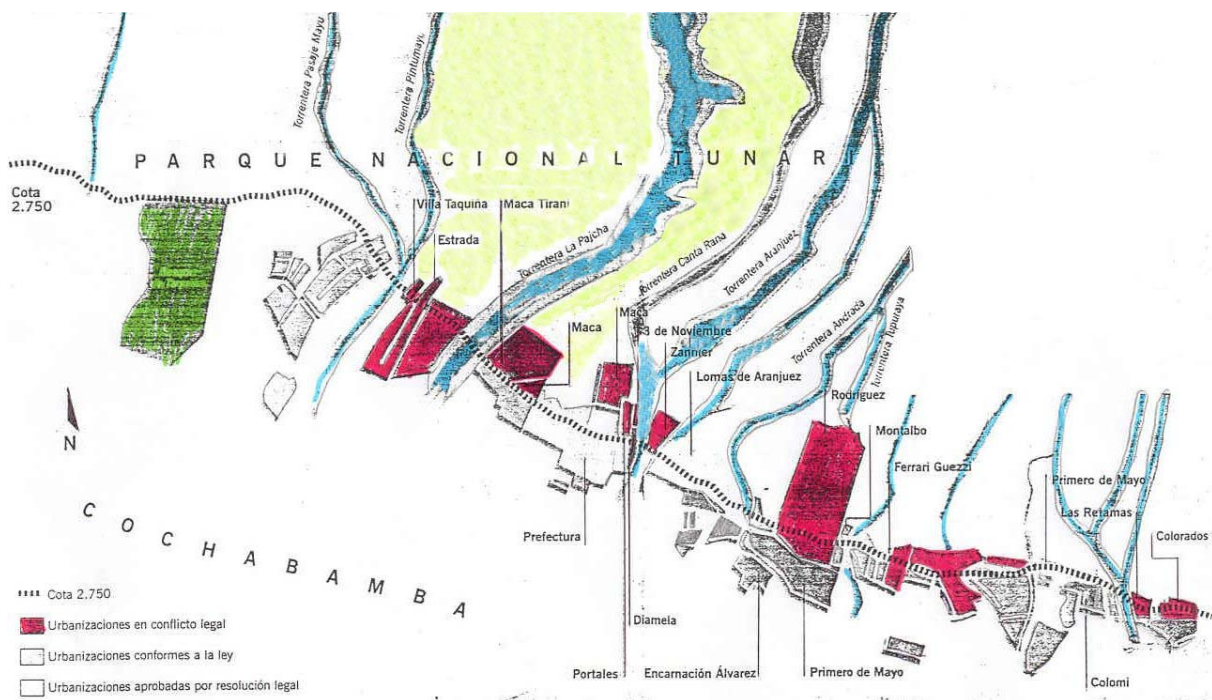 Torrentera Pasaje Mayu
Torrentera Pintumayu
PARQUE NACIONAL TUNARI
Cota
2.750
Villa Taquiña
Maca Tirani
Estrada
Torrentera La Pajcha
Torrentera Canta Rana
Torrentera Aranjuez
Torrentera Andrada
Torrentera Jupuraya
Maca
Maca
3 de Noviembre
Zannier
Lomas de Aranjuez
Rodríguez
Montalbo
Ferrari Guezzi
Primero de Mayo
Las Retamas
Colorados
N
COCHABAMBA
Prefectura
Diamela
Portales
Encarnación Álvarez
Primero de Mayo
Colomi
Cota 2.750
Urbanizaciones en conflicto legal
Urbanizaciones conformes a la ley
Urbanizaciones aprobadas por resolución legal